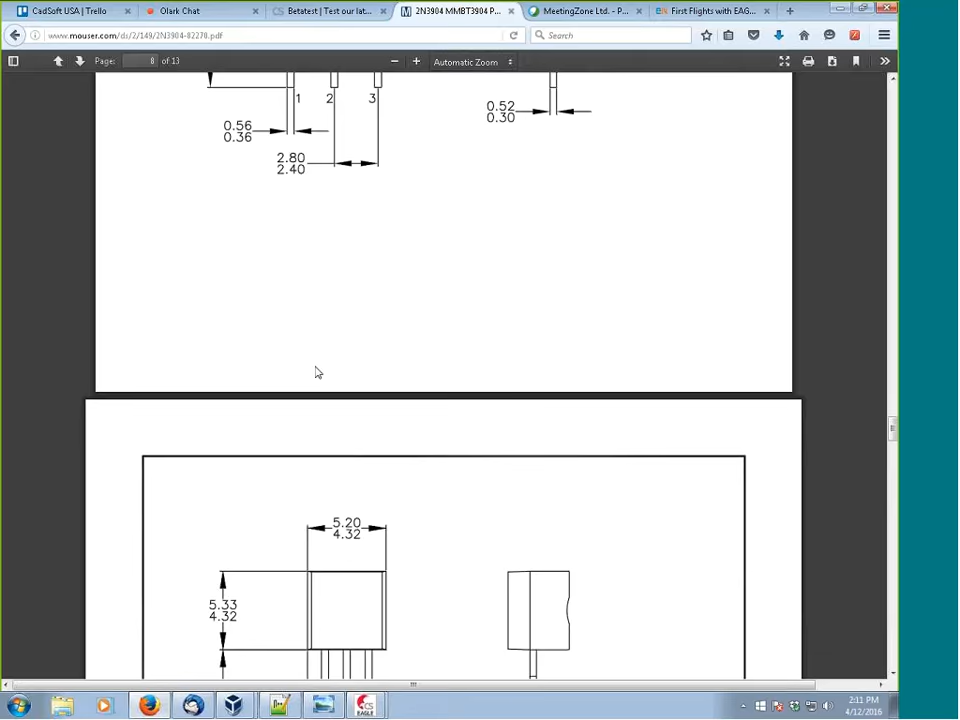 CadSoft USA | Trello
Olark Chat
Betatest | Test our lat...
2N3904 MMBT3904 P...
MeetingZone Ltd. - P...
First Flights with EAG...
www.mouser.com/ds/2/149/2N3904-82270.pdf
Search
Page: 8 of 13
Automatic Zoom
1 2 3
0.56
0.36
0.52
0.30
2.80
2.40
5.20
4.32
5.33
4.32
CS
EAGLE
2:11 PM
4/12/2016